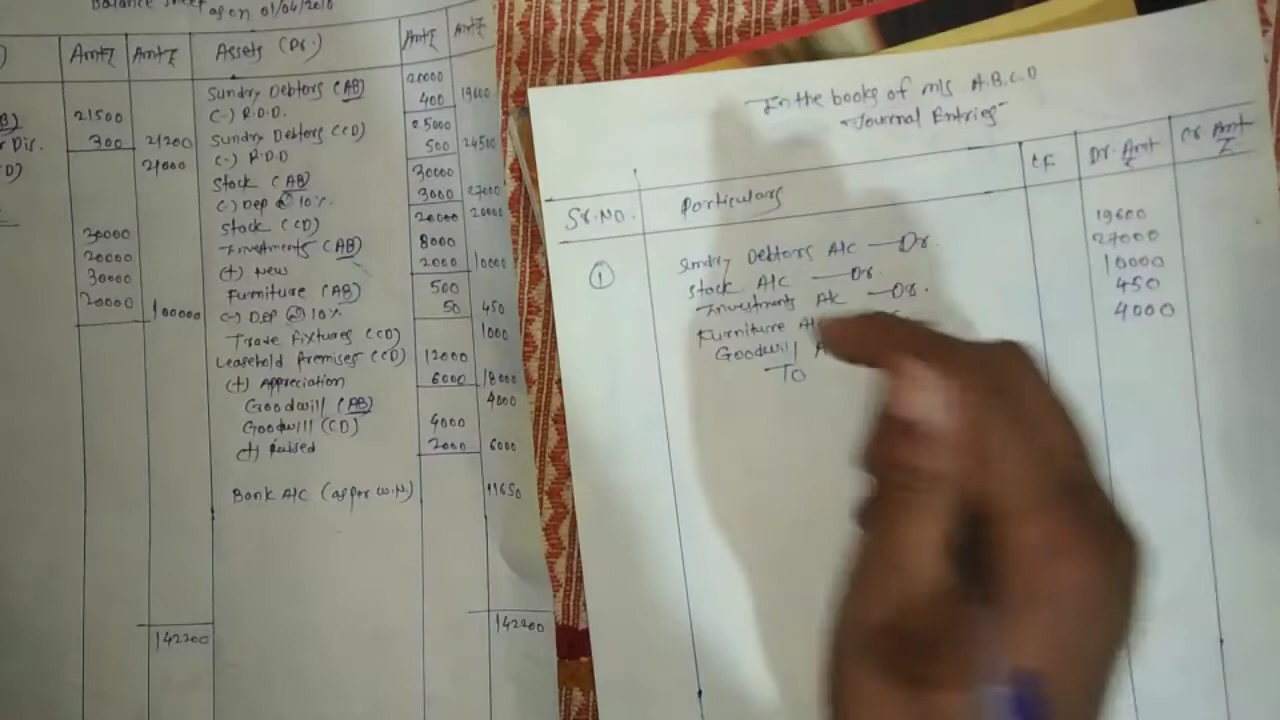 Balance Sheet
as on 01/04/2010
Amt₹ Amt₹ Assets (Dr.) Amt₹ Amt₹
Sundry Debtors (AB) 20000
21500 (-) R.D.D. 400 19600
300 21200 Sundry Debtors (CD) 25000
21000 (-) R.D.D 500 24500
Stock (AB) 30000
(-) Dep @ 10% 3000 27000
30000 Stock (CD) 20000 20000
20000 Investments (AB) 8000
30000 (+) New 2000 10000
20000 100000 Furniture (AB) 500
(-) Dep @ 10% 50 450
Trade Fixtures (CD) 1000
Leasehold Premises (CD) 12000
(+) Appreciation 6000 18000
Goodwill (AB) 4000
Goodwill (CD) 4000
(+) Raised 2000 6000
Bank A/c (as per W.N.) 11650
142200 142200
In the books of m/s A.B.C.D
Journal Entries
Sr.No. Particulars LF Dr. Amt ₹ Cr. Amt ₹
① Sundry Debtors A/c —Dr. 19600
Stock A/c —Dr. 27000
Investments A/c —Dr. 10000
Furniture A/c 450
Goodwill 4000
To